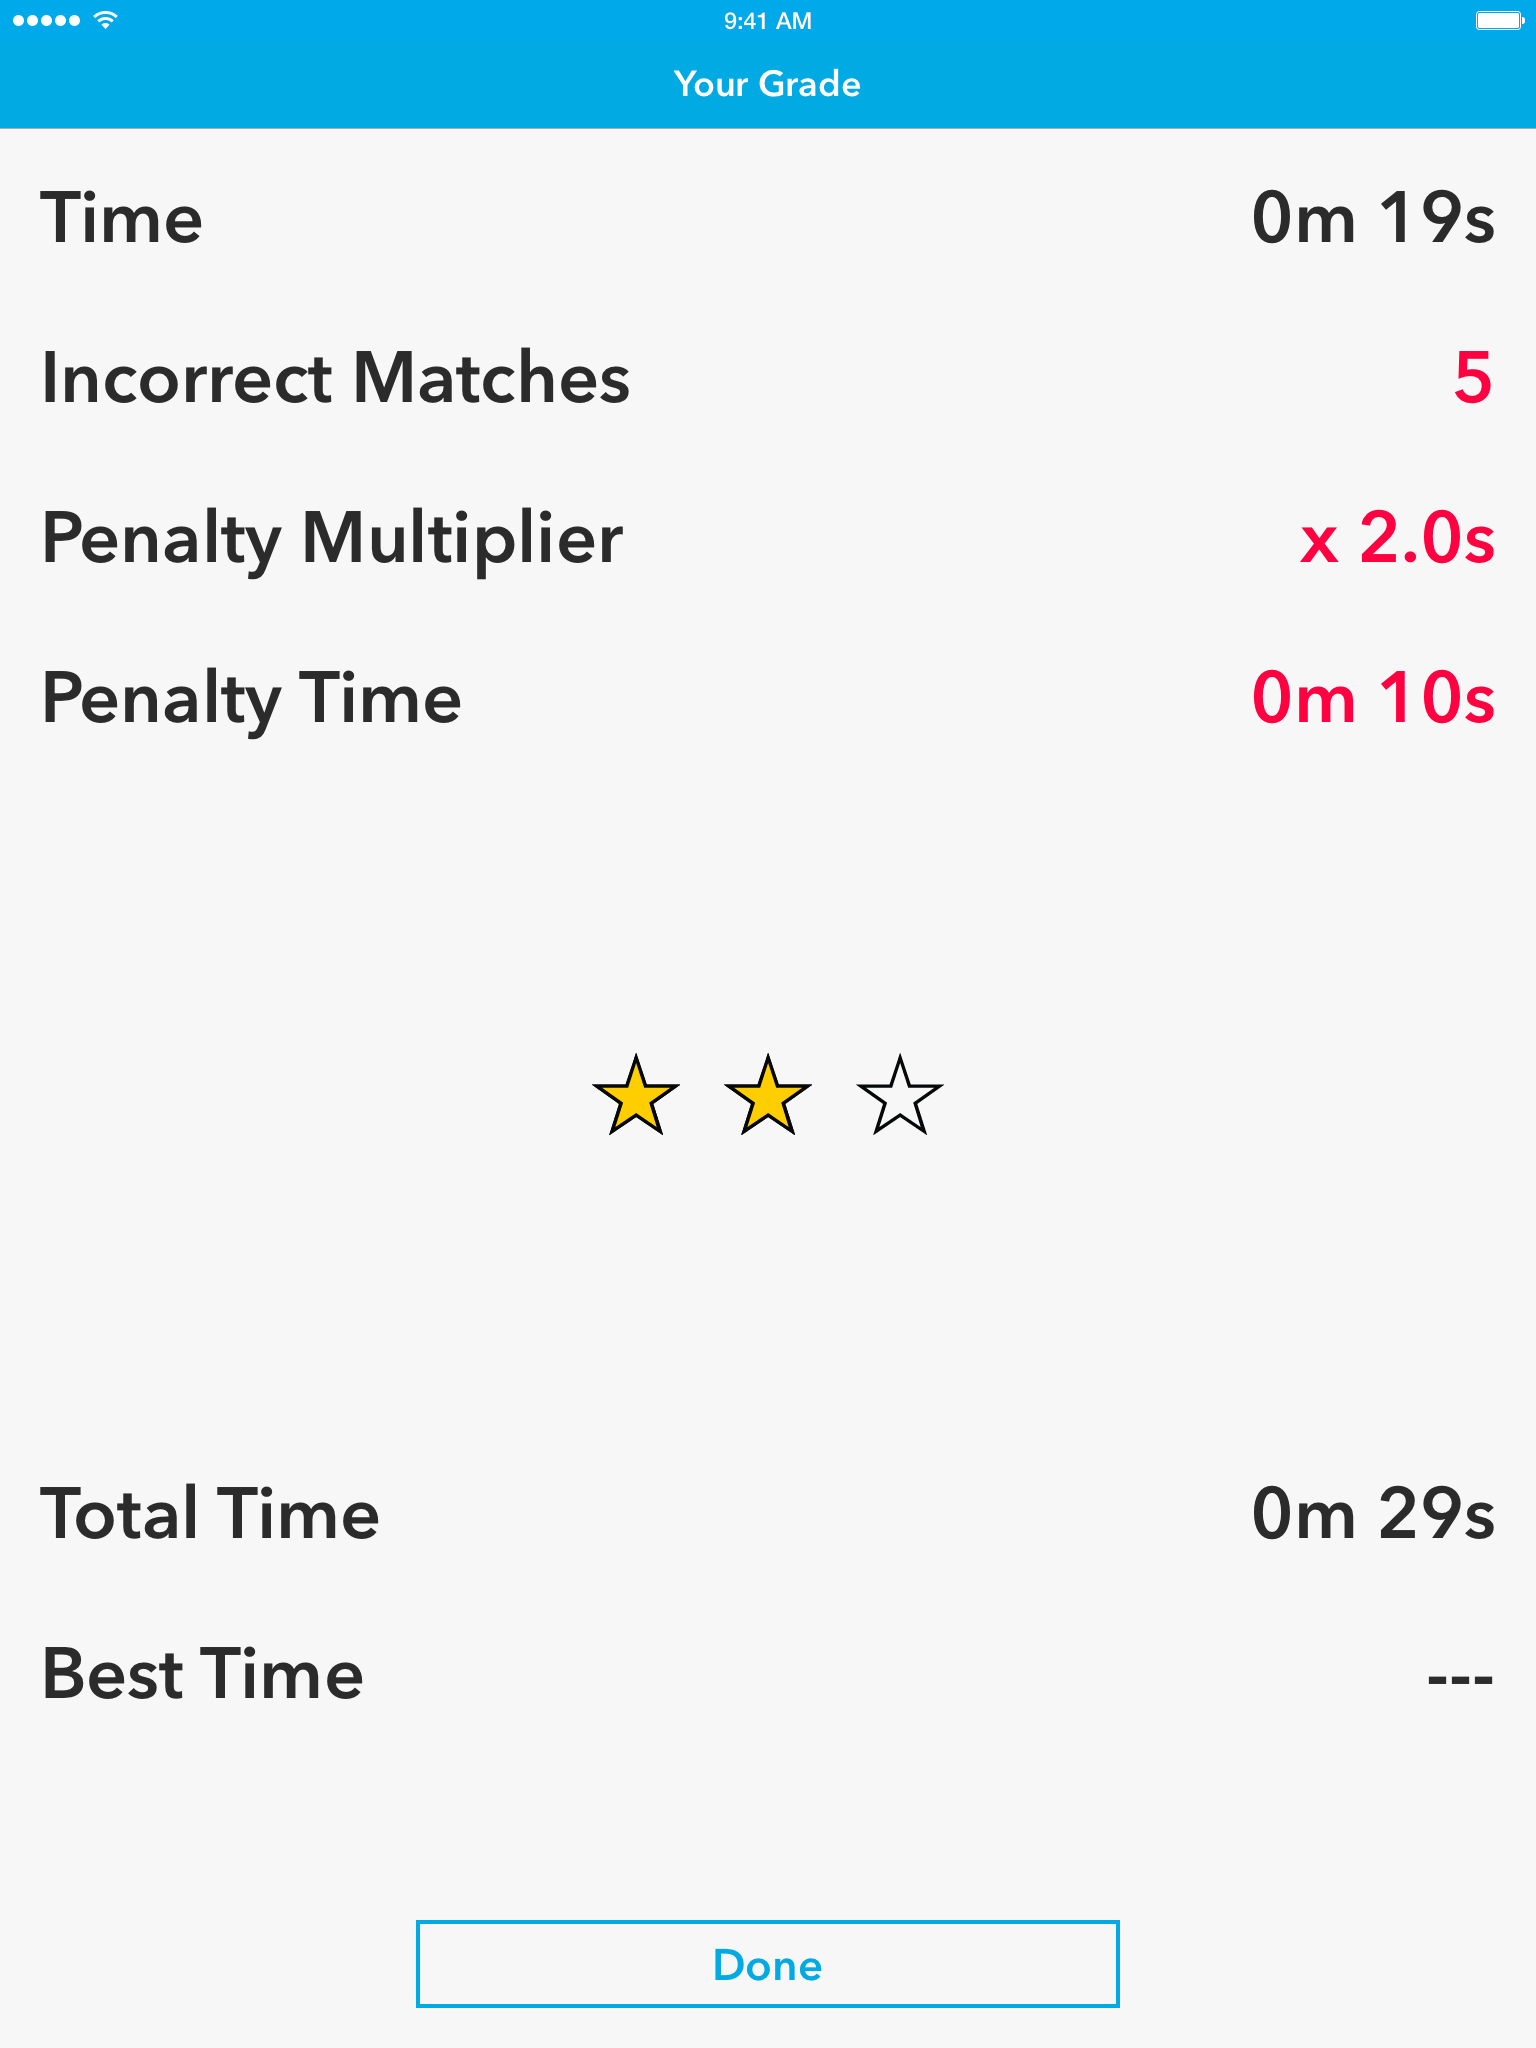 9:41 AM
Your Grade
Time 0m 19s
Incorrect Matches 5
Penalty Multiplier x 2.0s
Penalty Time 0m 10s
Total Time 0m 29s
Best Time ---
Done